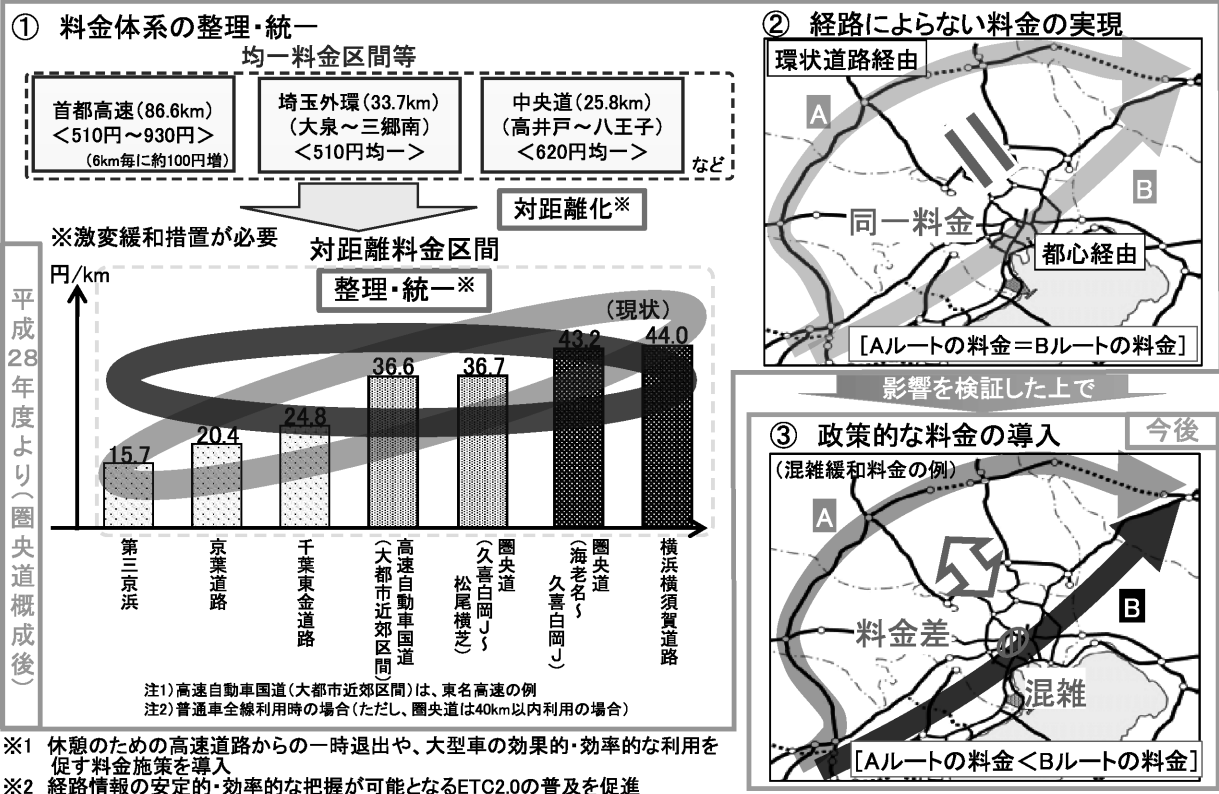 ① 料金体系の整理・統一
均一料金区間等
首都高速(86.6km)
<510円～930円>
(6km毎に約100円増)
埼玉外環(33.7km)
(大泉～三郷南)
<510円均一>
中央道(25.8km)
(高井戸～八王子)
<620円均一>
など
対距離化※
※激変緩和措置が必要
対距離料金区間
円/km
整理・統一※
(現状)
15.7
20.4
24.8
36.6
36.7
43.2
44.0
第三京浜
京葉道路
千葉東金道路
高速自動車国道
(大都市近郊区間)
圏央道
(久喜白岡J～
松尾横芝)
圏央道
(海老名～
久喜白岡J)
横浜横須賀道路
注1)高速自動車国道(大都市近郊区間)は、東名高速の例
注2)普通車全線利用時の場合(ただし、圏央道は40km以内利用の場合)
平成28年度より(圏央道概成後)
※1 休憩のための高速道路からの一時退出や、大型車の効果的・効率的な利用を
促す料金施策を導入
※2 経路情報の安定的・効率的な把握が可能となるETC2.0の普及を促進
② 経路によらない料金の実現
環状道路経由
A
B
同一料金
都心経由
[Aルートの料金=Bルートの料金]
影響を検証した上で
③ 政策的な料金の導入
今後
(混雑緩和料金の例)
A
B
料金差
混雑
[Aルートの料金<Bルートの料金]